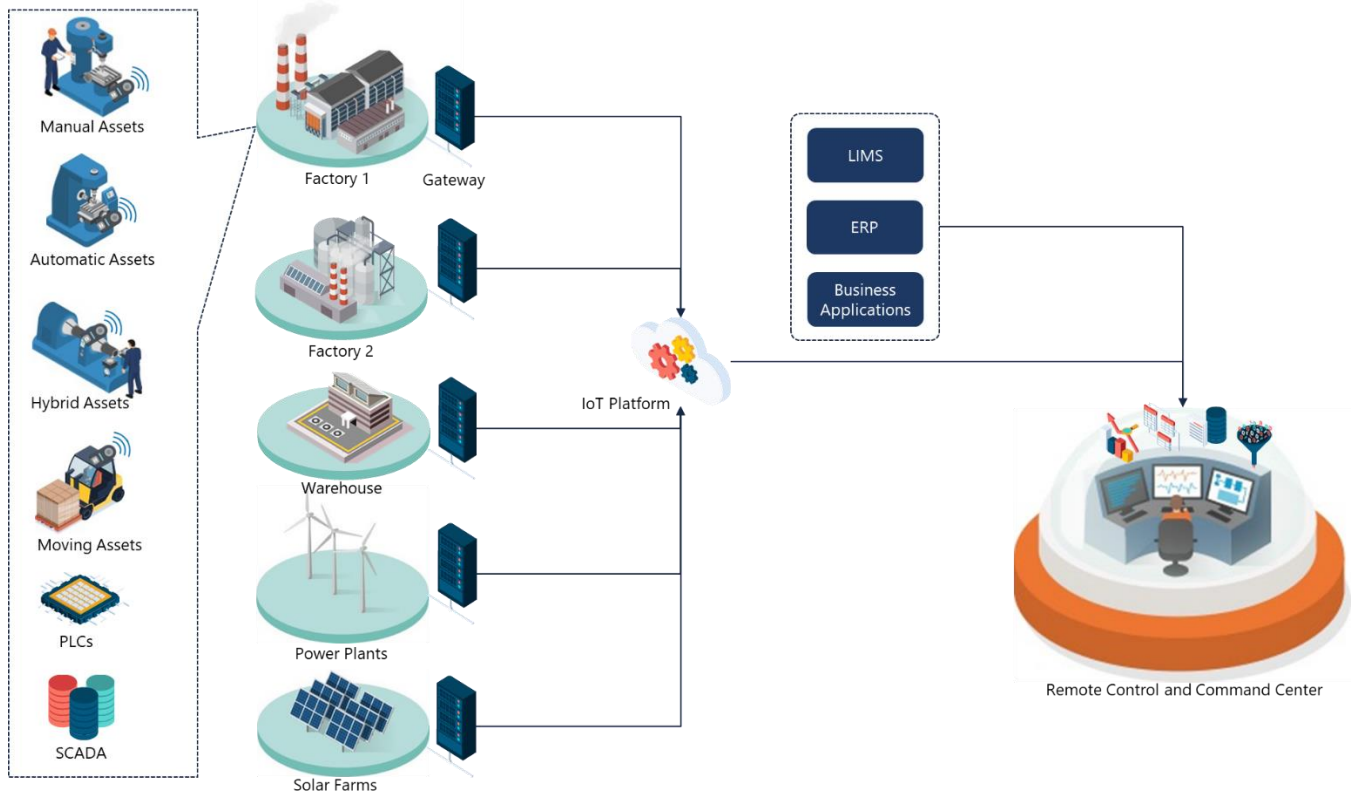 Manual Assets
Automatic Assets
Hybrid Assets
Moving Assets
PLCs
SCADA
Factory 1
Gateway
Factory 2
Warehouse
Power Plants
Solar Farms
IoT Platform
LIMS
ERP
Business
Applications
Remote Control and Command Center